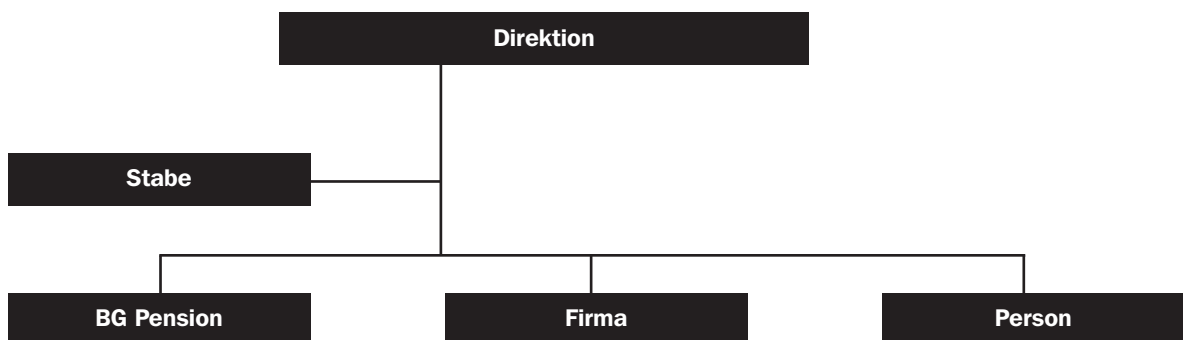 Direktion
Stabe
BG Pension
Firma
Person